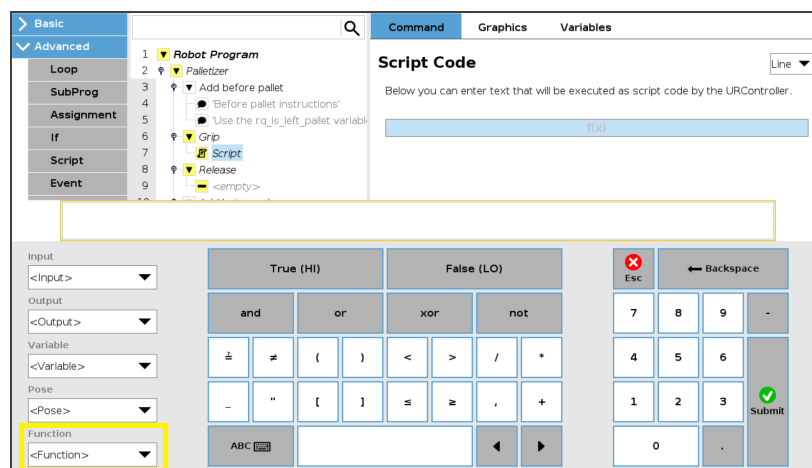 Basic
Advanced
Loop
SubProg
Assignment
If
Script
Event
1 Robot Program
2 Palletizer
3 Add before pallet
4 'Before pallet instructions'
5 'Use the rq_is_left_pallet variabl
6 Grip
7 Script
8 Release
9 <empty>
Command Graphics Variables
Script Code
Line
Below you can enter text that will be executed as script code by the URController.
f(x)
Input
<Input>
Output
<Output>
Variable
<Variable>
Pose
<Pose>
Function
<Function>
True (HI) False (LO)
and or xor not
≟ ≠ ( ) < > / *
_ " [ ] ≤ ≥ , +
ABC
Esc Backspace
7 8 9 -
4 5 6
1 2 3 Submit
0 .